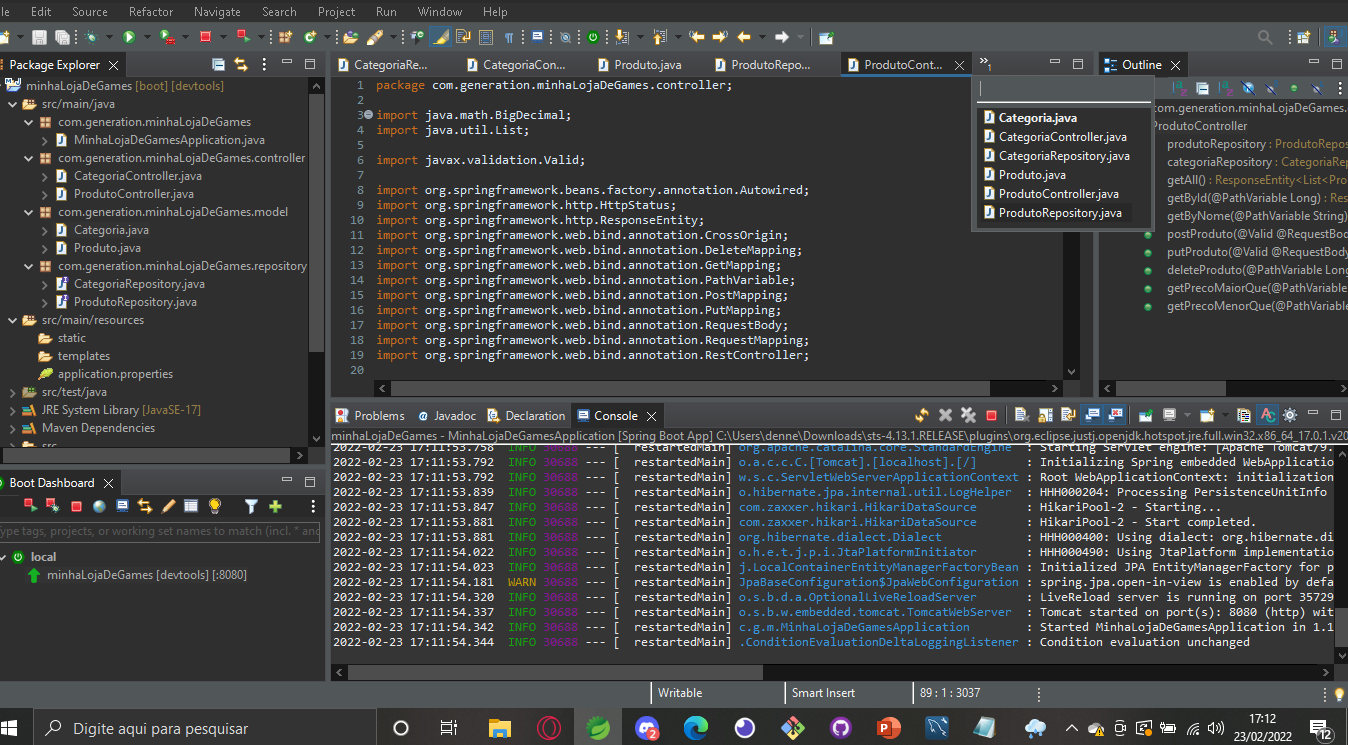 le Edit Source Refactor Navigate Search Project Run Window Help
Package Explorer
minhaLojaDeGames [boot] [devtools]
src/main/java
com.generation.minhaLojaDeGames
MinhaLojaDeGamesApplication.java
com.generation.minhaLojaDeGames.controller
CategoriaController.java
ProdutoController.java
com.generation.minhaLojaDeGames.model
Categoria.java
Produto.java
com.generation.minhaLojaDeGames.repository
CategoriaRepository.java
ProdutoRepository.java
src/main/resources
static
templates
application.properties
src/test/java
JRE System Library [JavaSE-17]
Maven Dependencies
src
Boot Dashboard
type tags, projects, or working set names to match (incl. * and
local
minhaLojaDeGames [devtools] [:8080]
CategoriaRe... CategoriaCon... Produto.java ProdutoRepo... ProdutoCont... »1
1 package com.generation.minhaLojaDeGames.controller;
2
3 import java.math.BigDecimal;
4 import java.util.List;
5
6 import javax.validation.Valid;
7
8 import org.springframework.beans.factory.annotation.Autowired;
9 import org.springframework.http.HttpStatus;
10 import org.springframework.http.ResponseEntity;
11 import org.springframework.web.bind.annotation.CrossOrigin;
12 import org.springframework.web.bind.annotation.DeleteMapping;
13 import org.springframework.web.bind.annotation.GetMapping;
14 import org.springframework.web.bind.annotation.PathVariable;
15 import org.springframework.web.bind.annotation.PostMapping;
16 import org.springframework.web.bind.annotation.PutMapping;
17 import org.springframework.web.bind.annotation.RequestBody;
18 import org.springframework.web.bind.annotation.RequestMapping;
19 import org.springframework.web.bind.annotation.RestController;
20
Categoria.java
CategoriaController.java
CategoriaRepository.java
Produto.java
ProdutoController.java
ProdutoRepository.java
Outline
com.generation.minhaLojaDeGames.
ProdutoController
produtoRepository : ProdutoRepos
categoriaRepository : CategoriaRep
getAll() : ResponseEntity<List<Pro
getById(@PathVariable Long) : Res
getByNome(@PathVariable String)
postProduto(@Valid @RequestBod
putProduto(@Valid @RequestBody
deleteProduto(@PathVariable Long
getPrecoMaiorQue(@PathVariable
getPrecoMenorQue(@PathVariable
Problems Javadoc Declaration Console
minhaLojaDeGames - MinhaLojaDeGamesApplication [Spring Boot App] C:\Users\denne\Downloads\sts-4.13.1.RELEASE\plugins\org.eclipse.justj.openjdk.hotspot.jre.full.win32.x86_64_17.0.1.v20
2022-02-23 17:11:53.758 INFO 30688 --- [ restartedMain] org.apache.catalina.core.StandardEngine : Starting Servlet engine: [Apache Tomcat/9.
2022-02-23 17:11:53.792 INFO 30688 --- [ restartedMain] o.a.c.c.C.[Tomcat].[localhost].[/] : Initializing Spring embedded WebApplicatio
2022-02-23 17:11:53.792 INFO 30688 --- [ restartedMain] w.s.c.ServletWebServerApplicationContext : Root WebApplicationContext: initialization
2022-02-23 17:11:53.839 INFO 30688 --- [ restartedMain] o.hibernate.jpa.internal.util.LogHelper : HHH000204: Processing PersistenceUnitInfo
2022-02-23 17:11:53.847 INFO 30688 --- [ restartedMain] com.zaxxer.hikari.HikariDataSource : HikariPool-2 - Starting...
2022-02-23 17:11:53.881 INFO 30688 --- [ restartedMain] com.zaxxer.hikari.HikariDataSource : HikariPool-2 - Start completed.
2022-02-23 17:11:53.881 INFO 30688 --- [ restartedMain] org.hibernate.dialect.Dialect : HHH000400: Using dialect: org.hibernate.di
2022-02-23 17:11:54.022 INFO 30688 --- [ restartedMain] o.h.e.t.j.p.i.JtaPlatformInitiator : HHH000490: Using JtaPlatform implementatio
2022-02-23 17:11:54.023 INFO 30688 --- [ restartedMain] j.LocalContainerEntityManagerFactoryBean : Initialized JPA EntityManagerFactory for p
2022-02-23 17:11:54.181 WARN 30688 --- [ restartedMain] JpaBaseConfiguration$JpaWebConfiguration : spring.jpa.open-in-view is enabled by defa
2022-02-23 17:11:54.320 INFO 30688 --- [ restartedMain] o.s.b.d.a.OptionalLiveReloadServer : LiveReload server is running on port 35729
2022-02-23 17:11:54.337 INFO 30688 --- [ restartedMain] o.s.b.w.embedded.tomcat.TomcatWebServer : Tomcat started on port(s): 8080 (http) wit
2022-02-23 17:11:54.342 INFO 30688 --- [ restartedMain] c.g.m.MinhaLojaDeGamesApplication : Started MinhaLojaDeGamesApplication in 1.1
2022-02-23 17:11:54.344 INFO 30688 --- [ restartedMain] .ConditionEvaluationDeltaLoggingListener : Condition evaluation unchanged
Writable Smart Insert 89 : 1 : 3037
Digite aqui para pesquisar
2
17:12
23/02/2022
12